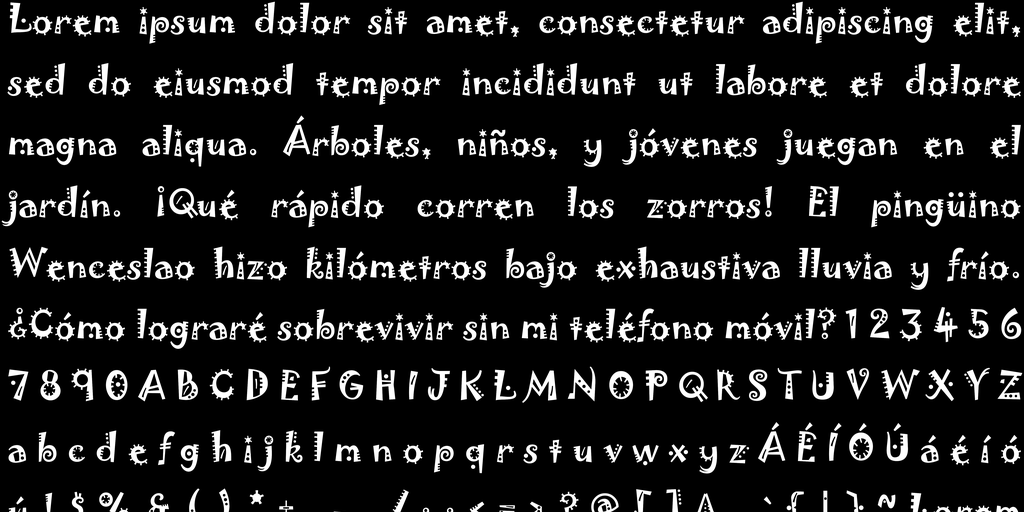 Lorem ipsum dolor sit amet, consectetur adipiscing elit,
sed do eiusmod tempor incididunt ut labore et dolore
magna aliqua. Árboles, niños, y jóvenes juegan en el
jardín. ¡Qué rápido corren los zorros! El pingüino
Wenceslao hizo kilómetros bajo exhaustiva lluvia y frío.
¿Cómo lograré sobrevivir sin mi teléfono móvil? 1 2 3 4 5 6
7 8 9 0 A B C D E F G H I J K L M N O P Q R S T U V W X Y Z
a b c d e f g h i j k l m n o p q r s t u v w x y z Á É Í Ó Ú á é í ó
ú ! $ % & ( ) * + , - . / : ; < = > ? @ [ ] ^ _ ` { | } ~ Lorem